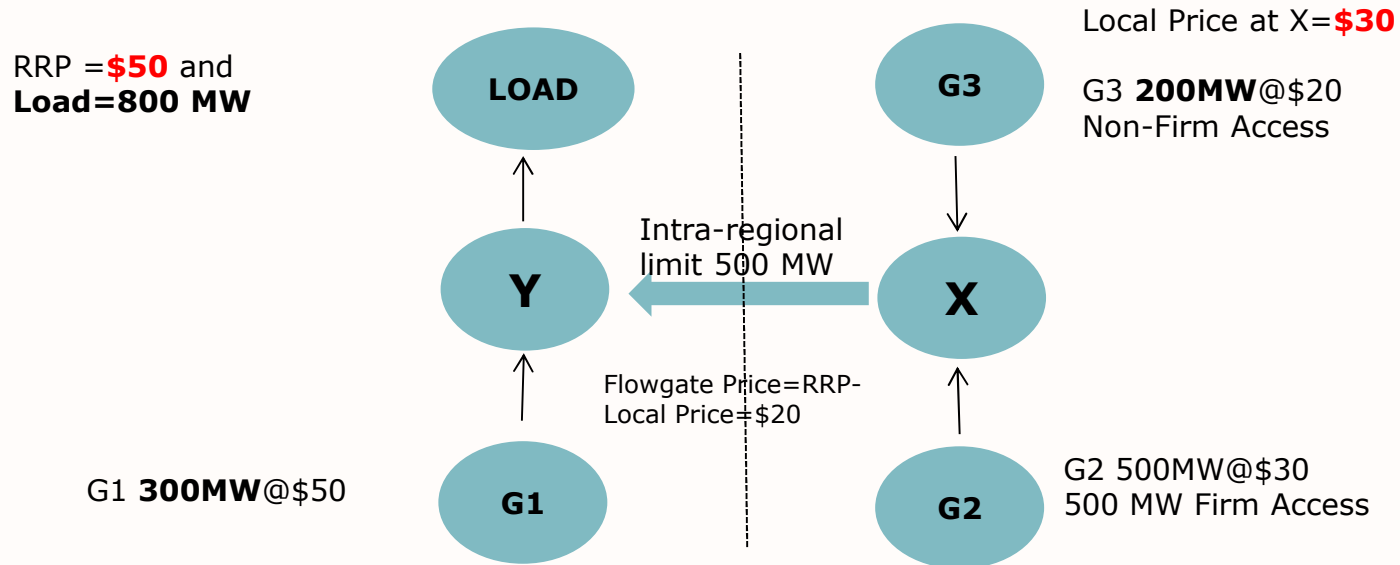 RRP =$50 and
Load=800 MW
LOAD
G3
Local Price at X=$30
G3 200MW@$20
Non-Firm Access
Intra-regional
limit 500 MW
Y
X
Flowgate Price=RRP-
Local Price=$20
G1 300MW@$50
G1
G2
G2 500MW@$30
500 MW Firm Access